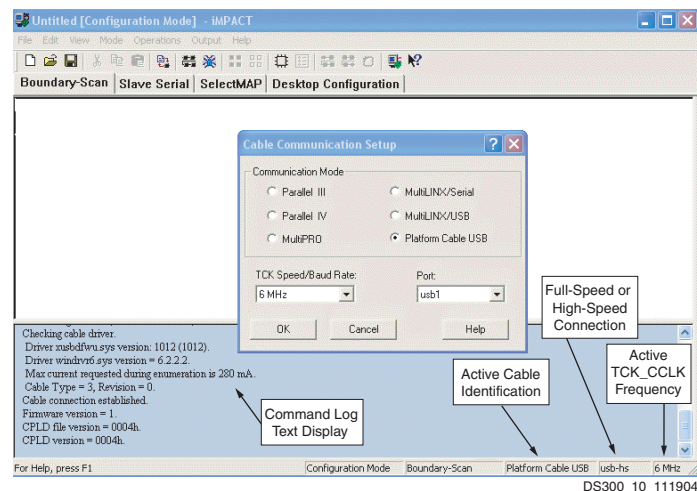 Untitled [Configuration Mode] - iMPACT
File Edit View Mode Operations Output Help
Boundary-Scan Slave Serial SelectMAP Desktop Configuration
Cable Communication Setup
Communication Mode
Parallel III
MultiLINX/Serial
Parallel IV
MultiLINX/USB
MultiPRO
Platform Cable USB
TCK Speed/Baud Rate:
Port:
6 MHz
usb1
OK
Cancel
Help
Full-Speed or
High-Speed
Connection
Checking cable driver.
Driver xusbdfwu.sys version: 1012 (1012).
Driver windrvr6.sys version = 6.2.2.2.
Max current requested during enumeration is 280 mA.
Cable Type = 3, Revision = 0.
Cable connection established.
Firmware version = 1.
CPLD file version = 0004h.
CPLD version = 0004h.
Command Log
Text Display
Active Cable
Identification
Active
TCK_CCLK
Frequency
For Help, press F1
Configuration Mode
Boundary-Scan
Platform Cable USB
usb-hs
6 MHz
DS300_10_111904